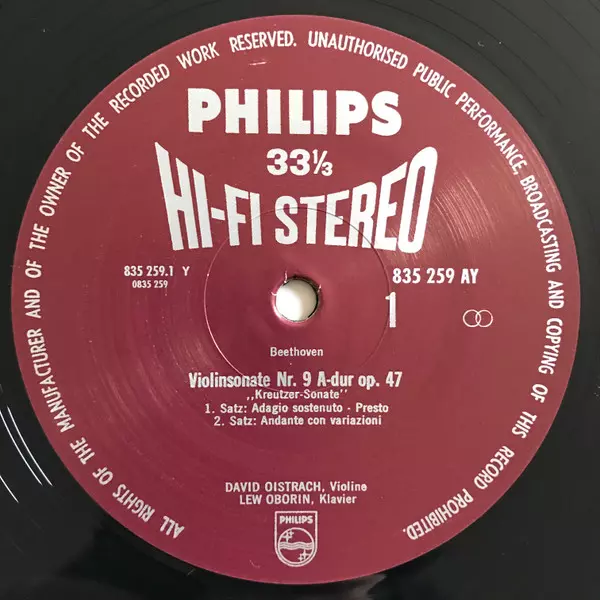 ALL RIGHTS OF THE MANUFACTURER AND OF THE OWNER OF THE RECORDED WORK RESERVED. UNAUTHORISED PUBLIC PERFORMANCE, BROADCASTING AND COPYING OF THIS RECORD PROHIBITED.
PHILIPS
33⅓
HI-FI STEREO
835 259.1 Y
0835 259
835 259 AY
1
Beethoven
Violinsonate Nr. 9 A-dur op. 47
,,Kreutzer-Sonate"
1. Satz: Adagio sostenuto - Presto
2. Satz: Andante con variazioni
DAVID OISTRACH, Violine
LEW OBORIN, Klavier
PHILIPS